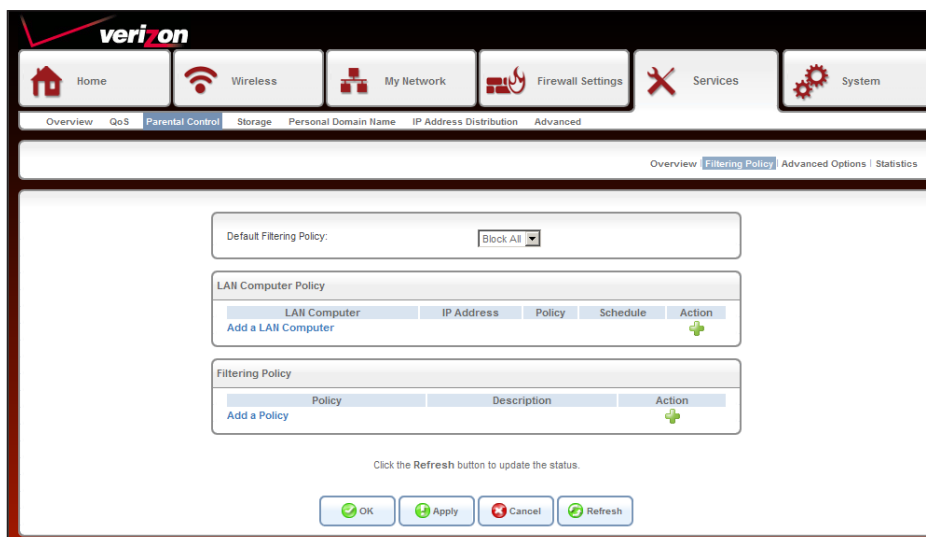 verizon
Home Wireless My Network Firewall Settings Services System
Overview QoS Parental Control Storage Personal Domain Name IP Address Distribution Advanced
Overview | Filtering Policy | Advanced Options | Statistics
Default Filtering Policy: Block All
LAN Computer Policy
LAN Computer IP Address Policy Schedule Action
Add a LAN Computer
Filtering Policy
Policy Description Action
Add a Policy
Click the Refresh button to update the status.
OK Apply Cancel Refresh